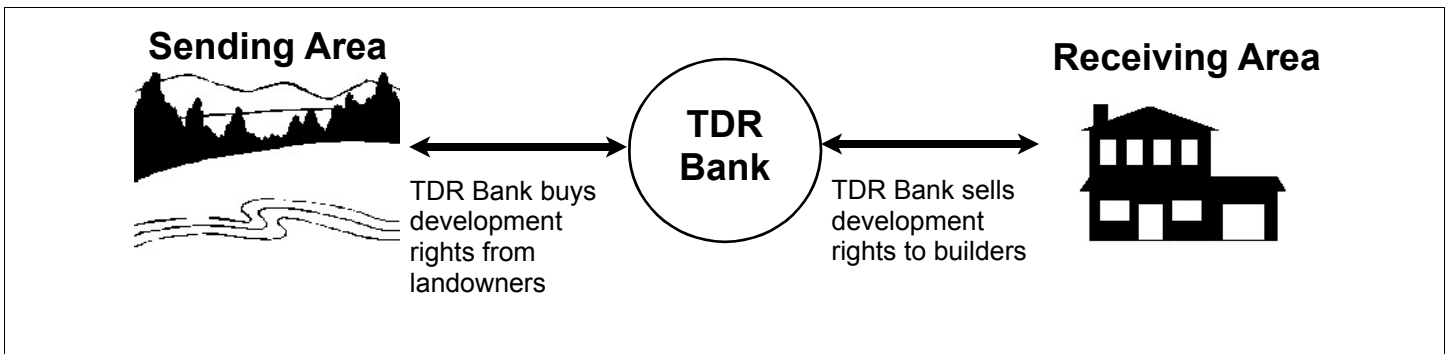 Sending Area
TDR Bank buys
development
rights from
landowners
TDR
Bank
TDR Bank sells
development
rights to builders
Receiving Area